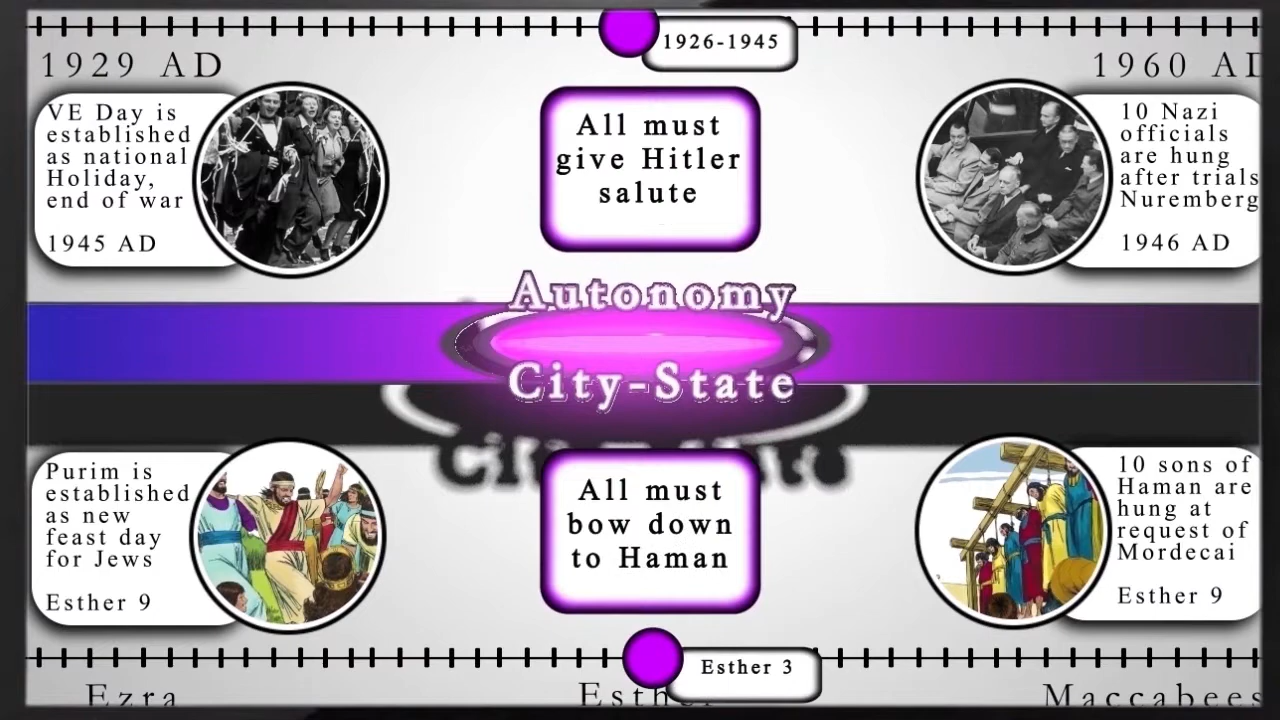 1926-1945
1929 AD
1960 AD
VE Day is
established
as national
Holiday,
end of war
1945 AD
All must
give Hitler
salute
10 Nazi
officials
are hung
after trials
Nuremberg
1946 AD
Autonomy
City-State
Purim is
established
as new
feast day
for Jews
Esther 9
All must
bow down
to Haman
10 sons of
Haman are
hung at
request of
Mordecai
Esther 9
Esther 3
Ezra
Esther
Maccabees